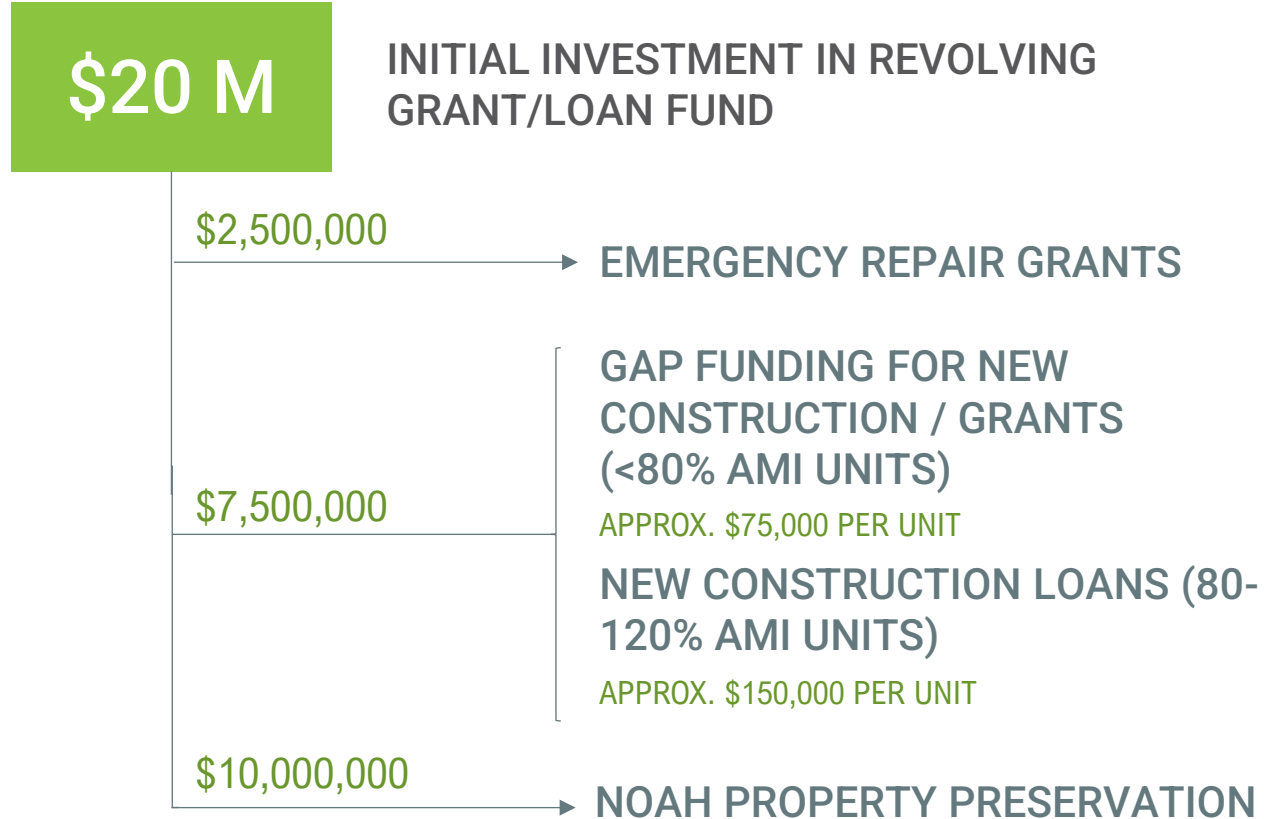 $20 M
INITIAL INVESTMENT IN REVOLVING
GRANT/LOAN FUND
$2,500,000
EMERGENCY REPAIR GRANTS
$7,500,000
GAP FUNDING FOR NEW
CONSTRUCTION / GRANTS
(<80% AMI UNITS)
APPROX. $75,000 PER UNIT
NEW CONSTRUCTION LOANS (80-
120% AMI UNITS)
APPROX. $150,000 PER UNIT
$10,000,000
NOAH PROPERTY PRESERVATION